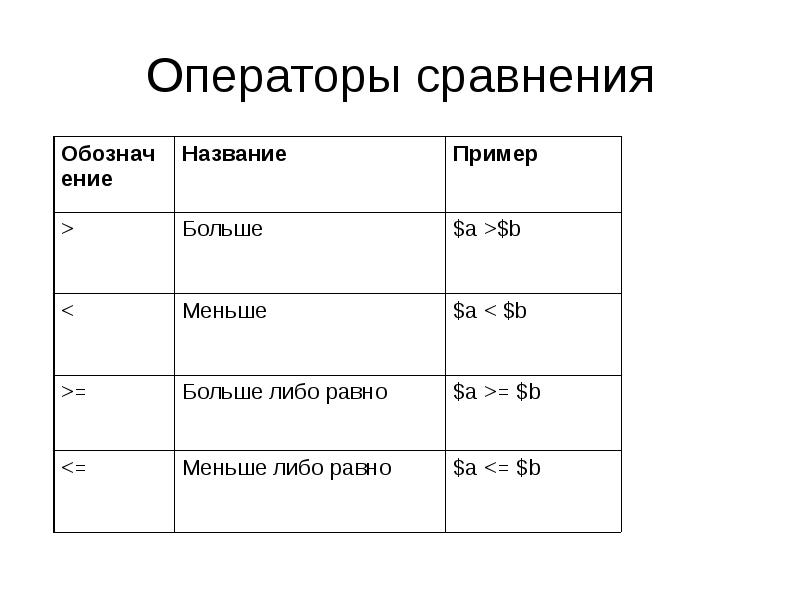 Операторы сравнения
Обознач
ение
Название
Пример
>
Больше
$a >$b
<
Меньше
$a < $b
>=
Больше либо равно
$a >= $b
<=
Меньше либо равно
$a <= $b